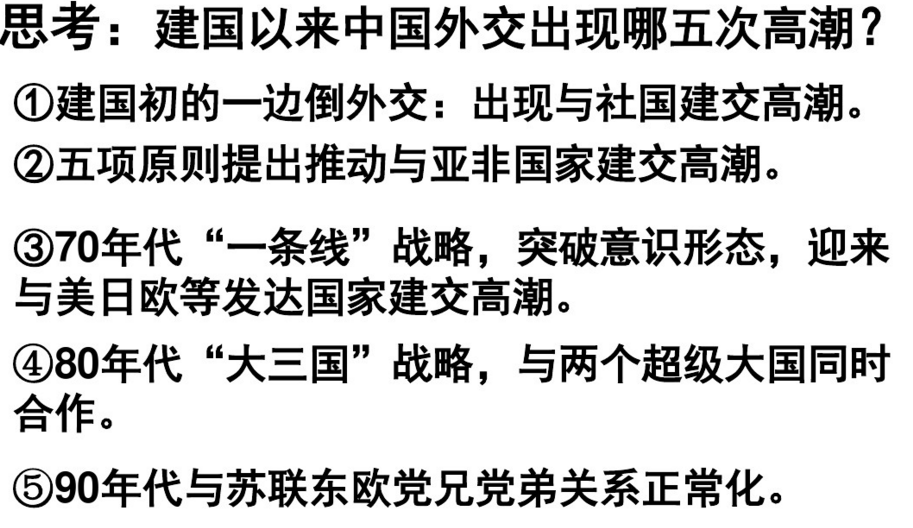 思考：建国以来中国外交出现哪五次高潮？
①建国初的一边倒外交：出现与社国建交高潮。
②五项原则提出推动与亚非国家建交高潮。
③70年代“一条线”战略，突破意识形态，迎来
与美日欧等发达国家建交高潮。
④80年代“大三国”战略，与两个超级大国同时
合作。
⑤90年代与苏联东欧党兄党弟关系正常化。